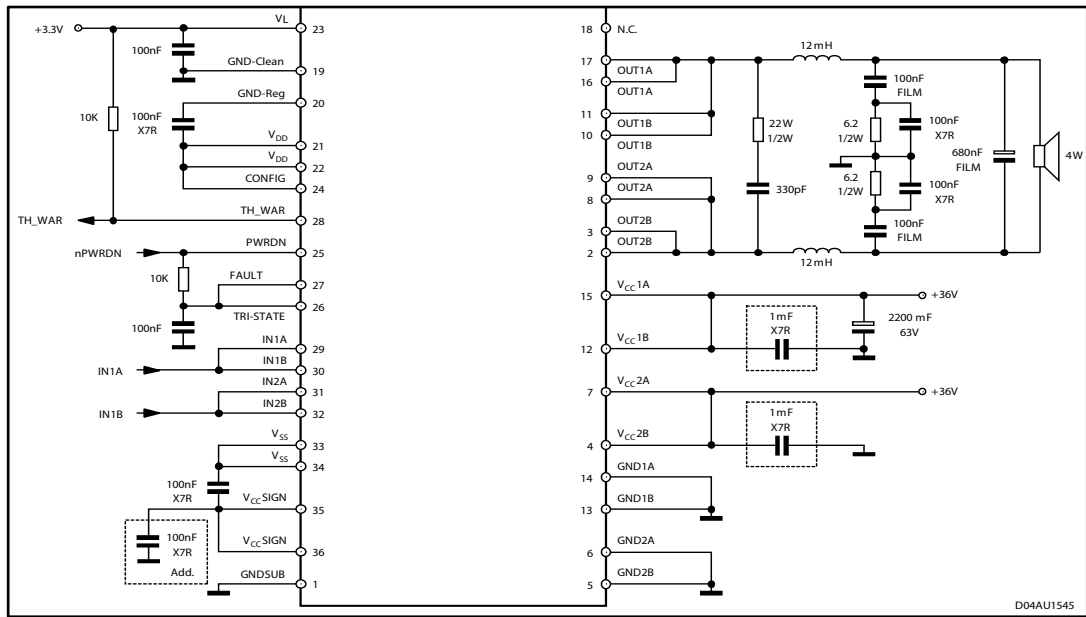 +3.3V
VL
23
100nF
GND-Clean
19
GND-Reg
20
10K
100nF
X7R
VDD
21
VDD
22
CONFIG
24
TH_WAR
TH_WAR
28
nPWRDN
PWRDN
25
10K
FAULT
27
26
TRI-STATE
100nF
IN1A
29
IN1A
IN1B
30
IN2A
31
IN1B
IN2B
32
VSS
33
VSS
34
100nF
X7R
VCCSIGN
35
100nF
X7R
Add.
VCCSIGN
36
GNDSUB
1
18
N.C.
17
OUT1A
16
OUT1A
11
OUT1B
10
OUT1B
9
OUT2A
OUT2A
8
3
OUT2B
OUT2B
2
12mH
100nF
FILM
22W
1/2W
6.2
1/2W
100nF
X7R
680nF
FILM
4W
330pF
6.2
1/2W
100nF
X7R
100nF
FILM
12mH
15
VCC1A
+36V
1mF
X7R
2200 mF
63V
12
VCC1B
7
VCC2A
+36V
1mF
X7R
4
VCC2B
14
GND1A
13
GND1B
6
GND2A
5
GND2B
D04AU1545